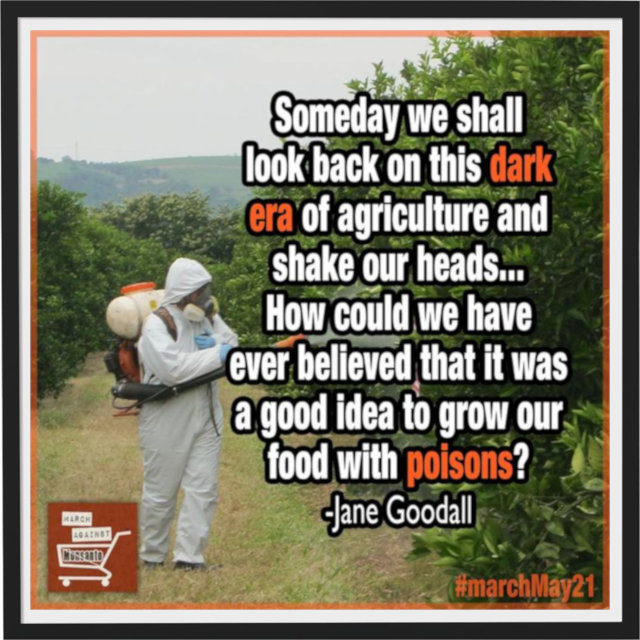 Someday we shall
look back on this dark
era of agriculture and
shake our heads...
How could we have
ever believed that it was
a good idea to grow our
food with poisons?
-Jane Goodall
MARCH
AGAINST
Monsanto
#marchMay21